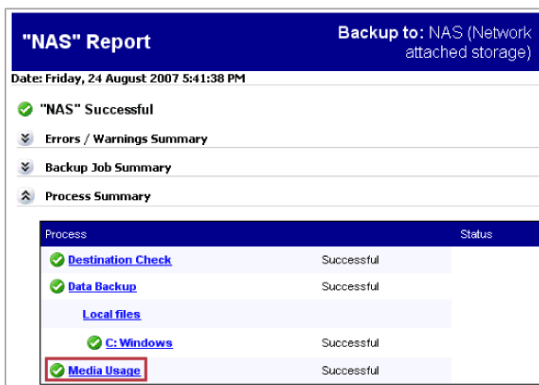 "NAS" Report
Backup to: NAS (Network
attached storage)
Date: Friday, 24 August 2007 5:41:38 PM
"NAS" Successful
Errors / Warnings Summary
Backup Job Summary
Process Summary
Process Status
Destination Check Successful
Data Backup Successful
Local files
C: Windows Successful
Media Usage Successful